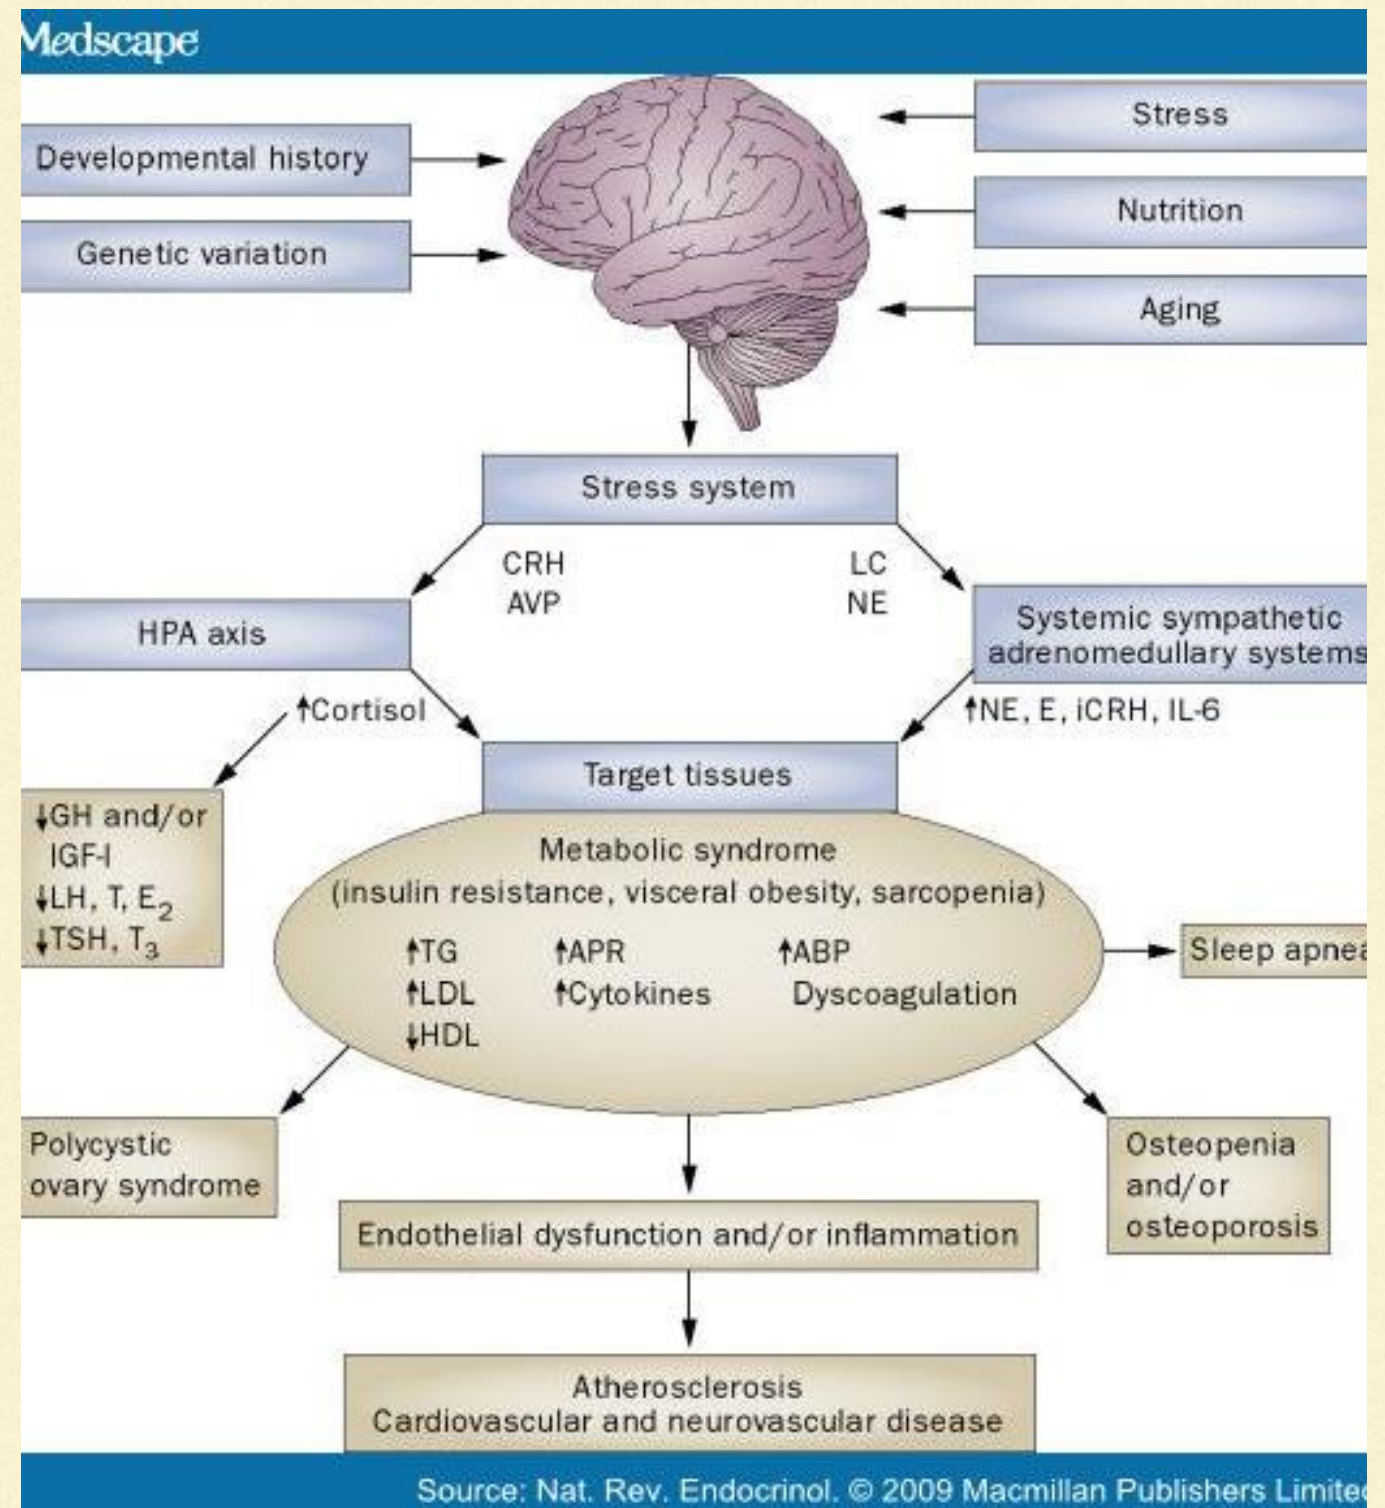 Medscape
Developmental history
Genetic variation
Stress
Nutrition
Aging
Stress system
CRH
AVP
LC
NE
HPA axis
Systemic sympathetic
adrenomedullary systems
↑Cortisol
↑NE, E, iCRH, IL-6
Target tissues
↓GH and/or
IGF-I
↓LH, T, E₂
↓TSH, T₃
Metabolic syndrome
(insulin resistance, visceral obesity, sarcopenia)
↑TG
↑LDL
↓HDL
↑APR
↑Cytokines
↑ABP
Dyscoagulation
Sleep apnea
Polycystic
ovary syndrome
Osteopenia
and/or
osteoporosis
Endothelial dysfunction and/or inflammation
Atherosclerosis
Cardiovascular and neurovascular disease
Source: Nat. Rev. Endocrinol. © 2009 Macmillan Publishers Limite